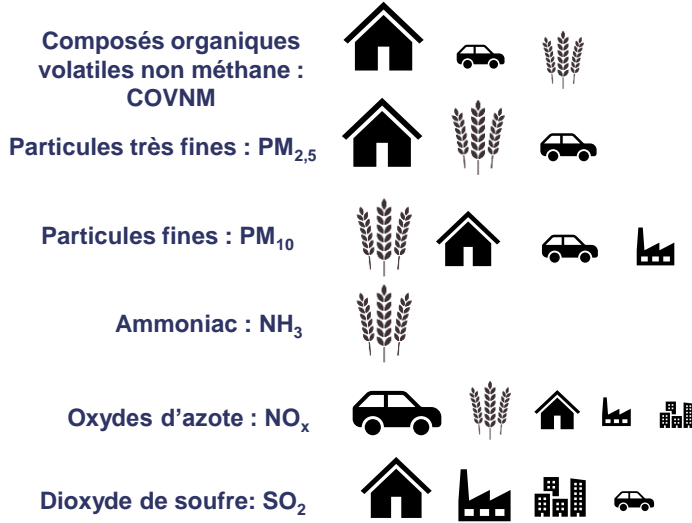 Composés organiques
volatiles non méthane :
COVNM
Particules très fines : PM2,5
Particules fines : PM10
Ammoniac : NH3
Oxydes d'azote : NOx
Dioxyde de soufre: SO2